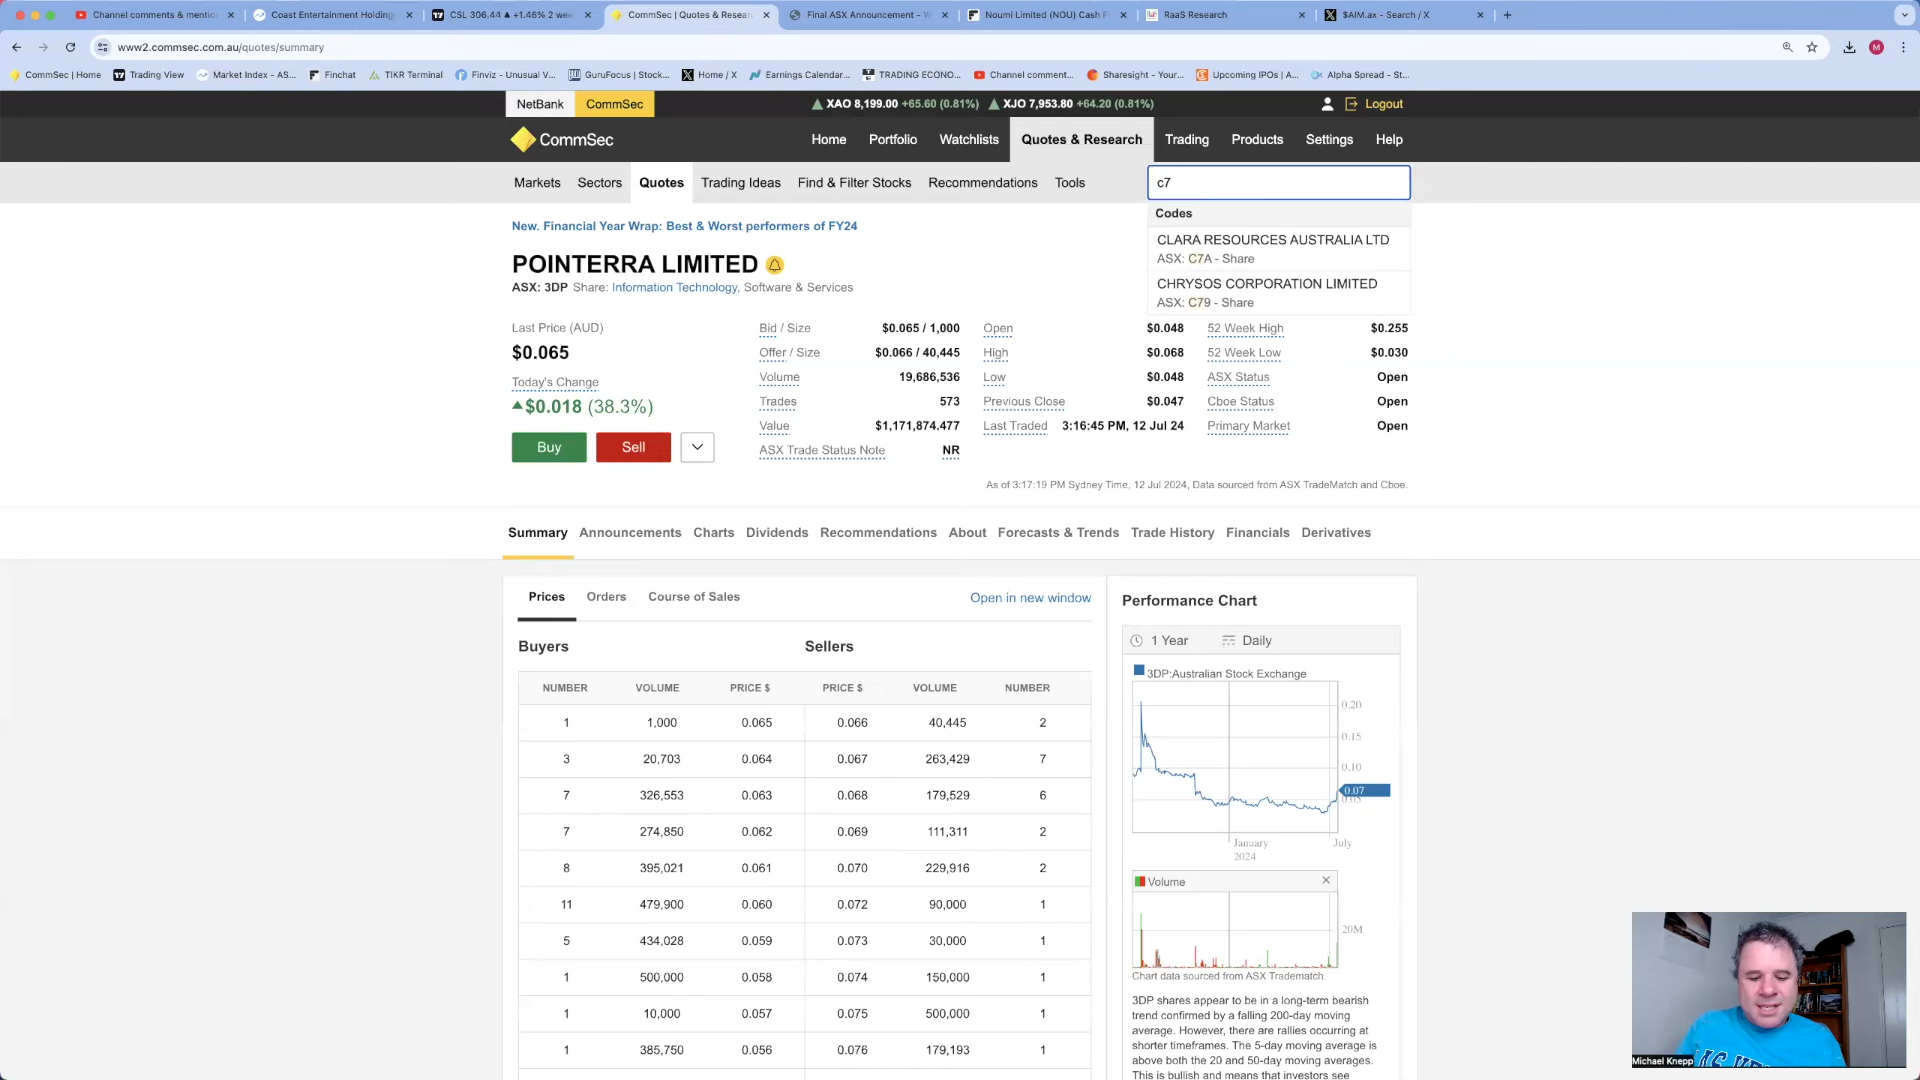 Channel comments & mentio
Coast Entertainment Holding
CSL 306.44 ▲ +1.46% 2 wee
CommSec | Quotes & Resear
Final ASX Announcement - W
Noumi Limited (NOU) Cash F
RaaS Research
$AIM.ax - Search / X
www2.commsec.com.au/quotes/summary
M
CommSec | Home
Trading View
Market Index - AS...
Finchat
TIKR Terminal
Finviz - Unusual V...
GuruFocus | Stock...
Home / X
Earnings Calendar...
TRADING ECONO...
Channel comment...
Sharesight - Your...
Upcoming IPOs | A...
Alpha Spread - St...
NetBank CommSec
XAO 8,199.00 +65.60 (0.81%) XJO 7,953.80 +64.20 (0.81%)
Logout
CommSec
Home Portfolio Watchlists Quotes & Research Trading Products Settings Help
Markets Sectors Quotes Trading Ideas Find & Filter Stocks Recommendations Tools
c7
Codes
CLARA RESOURCES AUSTRALIA LTD
ASX: C7A - Share
CHRYSOS CORPORATION LIMITED
ASX: C79 - Share
New. Financial Year Wrap: Best & Worst performers of FY24
POINTERRA LIMITED
ASX: 3DP Share: Information Technology, Software & Services
Last Price (AUD)
$0.065
Today's Change
$0.018 (38.3%)
Buy Sell
Bid / Size $0.065 / 1,000
Offer / Size $0.066 / 40,445
Volume 19,686,536
Trades 573
Value $1,171,874.477
ASX Trade Status Note NR
Open $0.048
High $0.068
Low $0.048
Previous Close $0.047
Last Traded 3:16:45 PM, 12 Jul 24
52 Week High $0.255
52 Week Low $0.030
ASX Status Open
Cboe Status Open
Primary Market Open
As of 3:17:19 PM Sydney Time, 12 Jul 2024, Data sourced from ASX TradeMatch and Cboe.
Summary Announcements Charts Dividends Recommendations About Forecasts & Trends Trade History Financials Derivatives
Prices Orders Course of Sales Open in new window
Buyers Sellers
NUMBER VOLUME PRICE $ PRICE $ VOLUME NUMBER
1 1,000 0.065 0.066 40,445 2
3 20,703 0.064 0.067 263,429 7
7 326,553 0.063 0.068 179,529 6
7 274,850 0.062 0.069 111,311 2
8 395,021 0.061 0.070 229,916 2
11 479,900 0.060 0.072 90,000 1
5 434,028 0.059 0.073 30,000 1
1 500,000 0.058 0.074 150,000 1
1 10,000 0.057 0.075 500,000 1
1 385,750 0.056 0.076 179,193 1
Performance Chart
1 Year Daily
3DP:Australian Stock Exchange
0.20
0.15
0.10
0.07
0.05
January
2024
July
Volume
20M
Chart data sourced from ASX Tradematch.
3DP shares appear to be in a long-term bearish
trend confirmed by a falling 200-day moving
average. However, there are rallies occurring at
shorter timeframes. The 5-day moving average is
above both the 20 and 50-day moving averages.
This is bullish and means that investors see
Michael Knepp